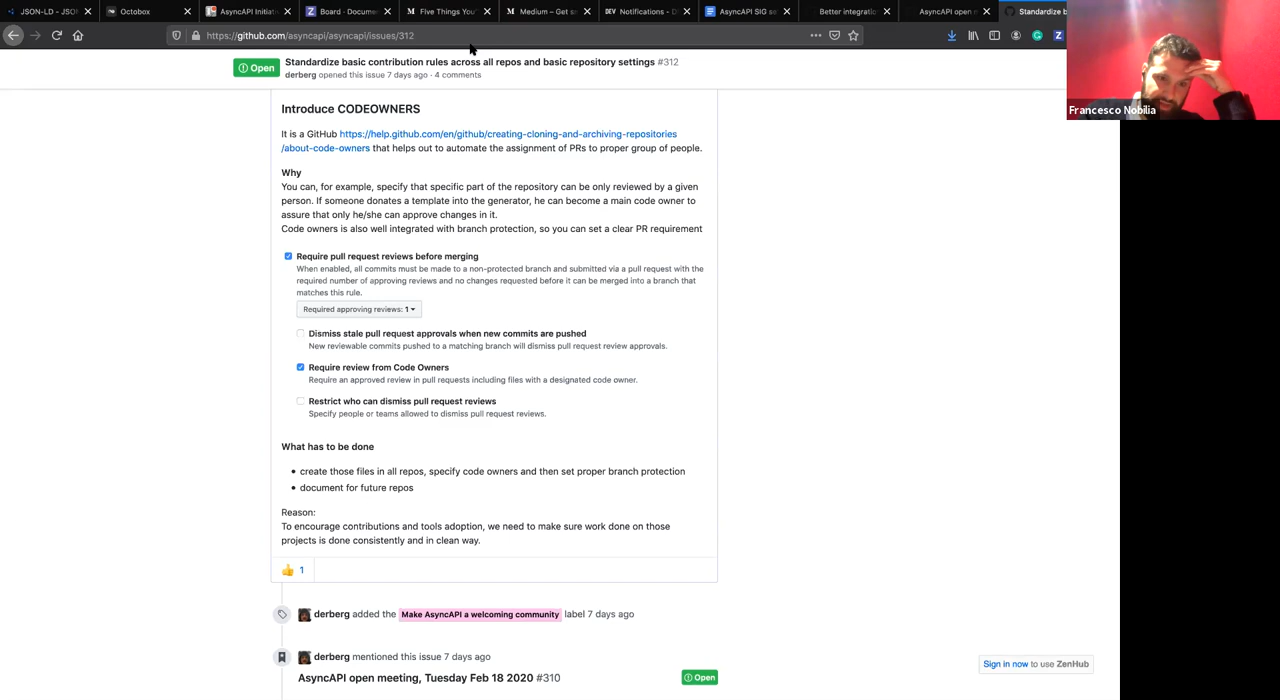 JSON-LD - JSO
Octobox
AsyncAPI Initiati
Board · Docume
Five Things You'
Medium – Get s
DEV Notifications - D
AsyncAPI SIG
Better integratio
AsyncAPI open
Standardize b
https://github.com/asyncapi/asyncapi/issues/312
Open
Standardize basic contribution rules across all repos and basic repository settings #312
derberg opened this issue 7 days ago · 4 comments
Francesco Nobilia
Introduce CODEOWNERS
It is a GitHub https://help.github.com/en/github/creating-cloning-and-archiving-repositories
/about-code-owners that helps out to automate the assignment of PRs to proper group of people.
Why
You can, for example, specify that specific part of the repository can be only reviewed by a given
person. If someone donates a template into the generator, he can become a main code owner to
assure that only he/she can approve changes in it.
Code owners is also well integrated with branch protection, so you can set a clear PR requirement
Require pull request reviews before merging
When enabled, all commits must be made to a non-protected branch and submitted via a pull request with the
required number of approving reviews and no changes requested before it can be merged into a branch that
matches this rule.
Required approving reviews: 1
Dismiss stale pull request approvals when new commits are pushed
New reviewable commits pushed to a matching branch will dismiss pull request review approvals.
Require review from Code Owners
Require an approved review in pull requests including files with a designated code owner.
Restrict who can dismiss pull request reviews
Specify people or teams allowed to dismiss pull request reviews.
What has to be done
• create those files in all repos, specify code owners and then set proper branch protection
• document for future repos
Reason:
To encourage contributions and tools adoption, we need to make sure work done on those
projects is done consistently and in clean way.
👍 1
derberg added the Make AsyncAPI a welcoming community label 7 days ago
derberg mentioned this issue 7 days ago
AsyncAPI open meeting, Tuesday Feb 18 2020 #310
Open
Sign in now to use ZenHub